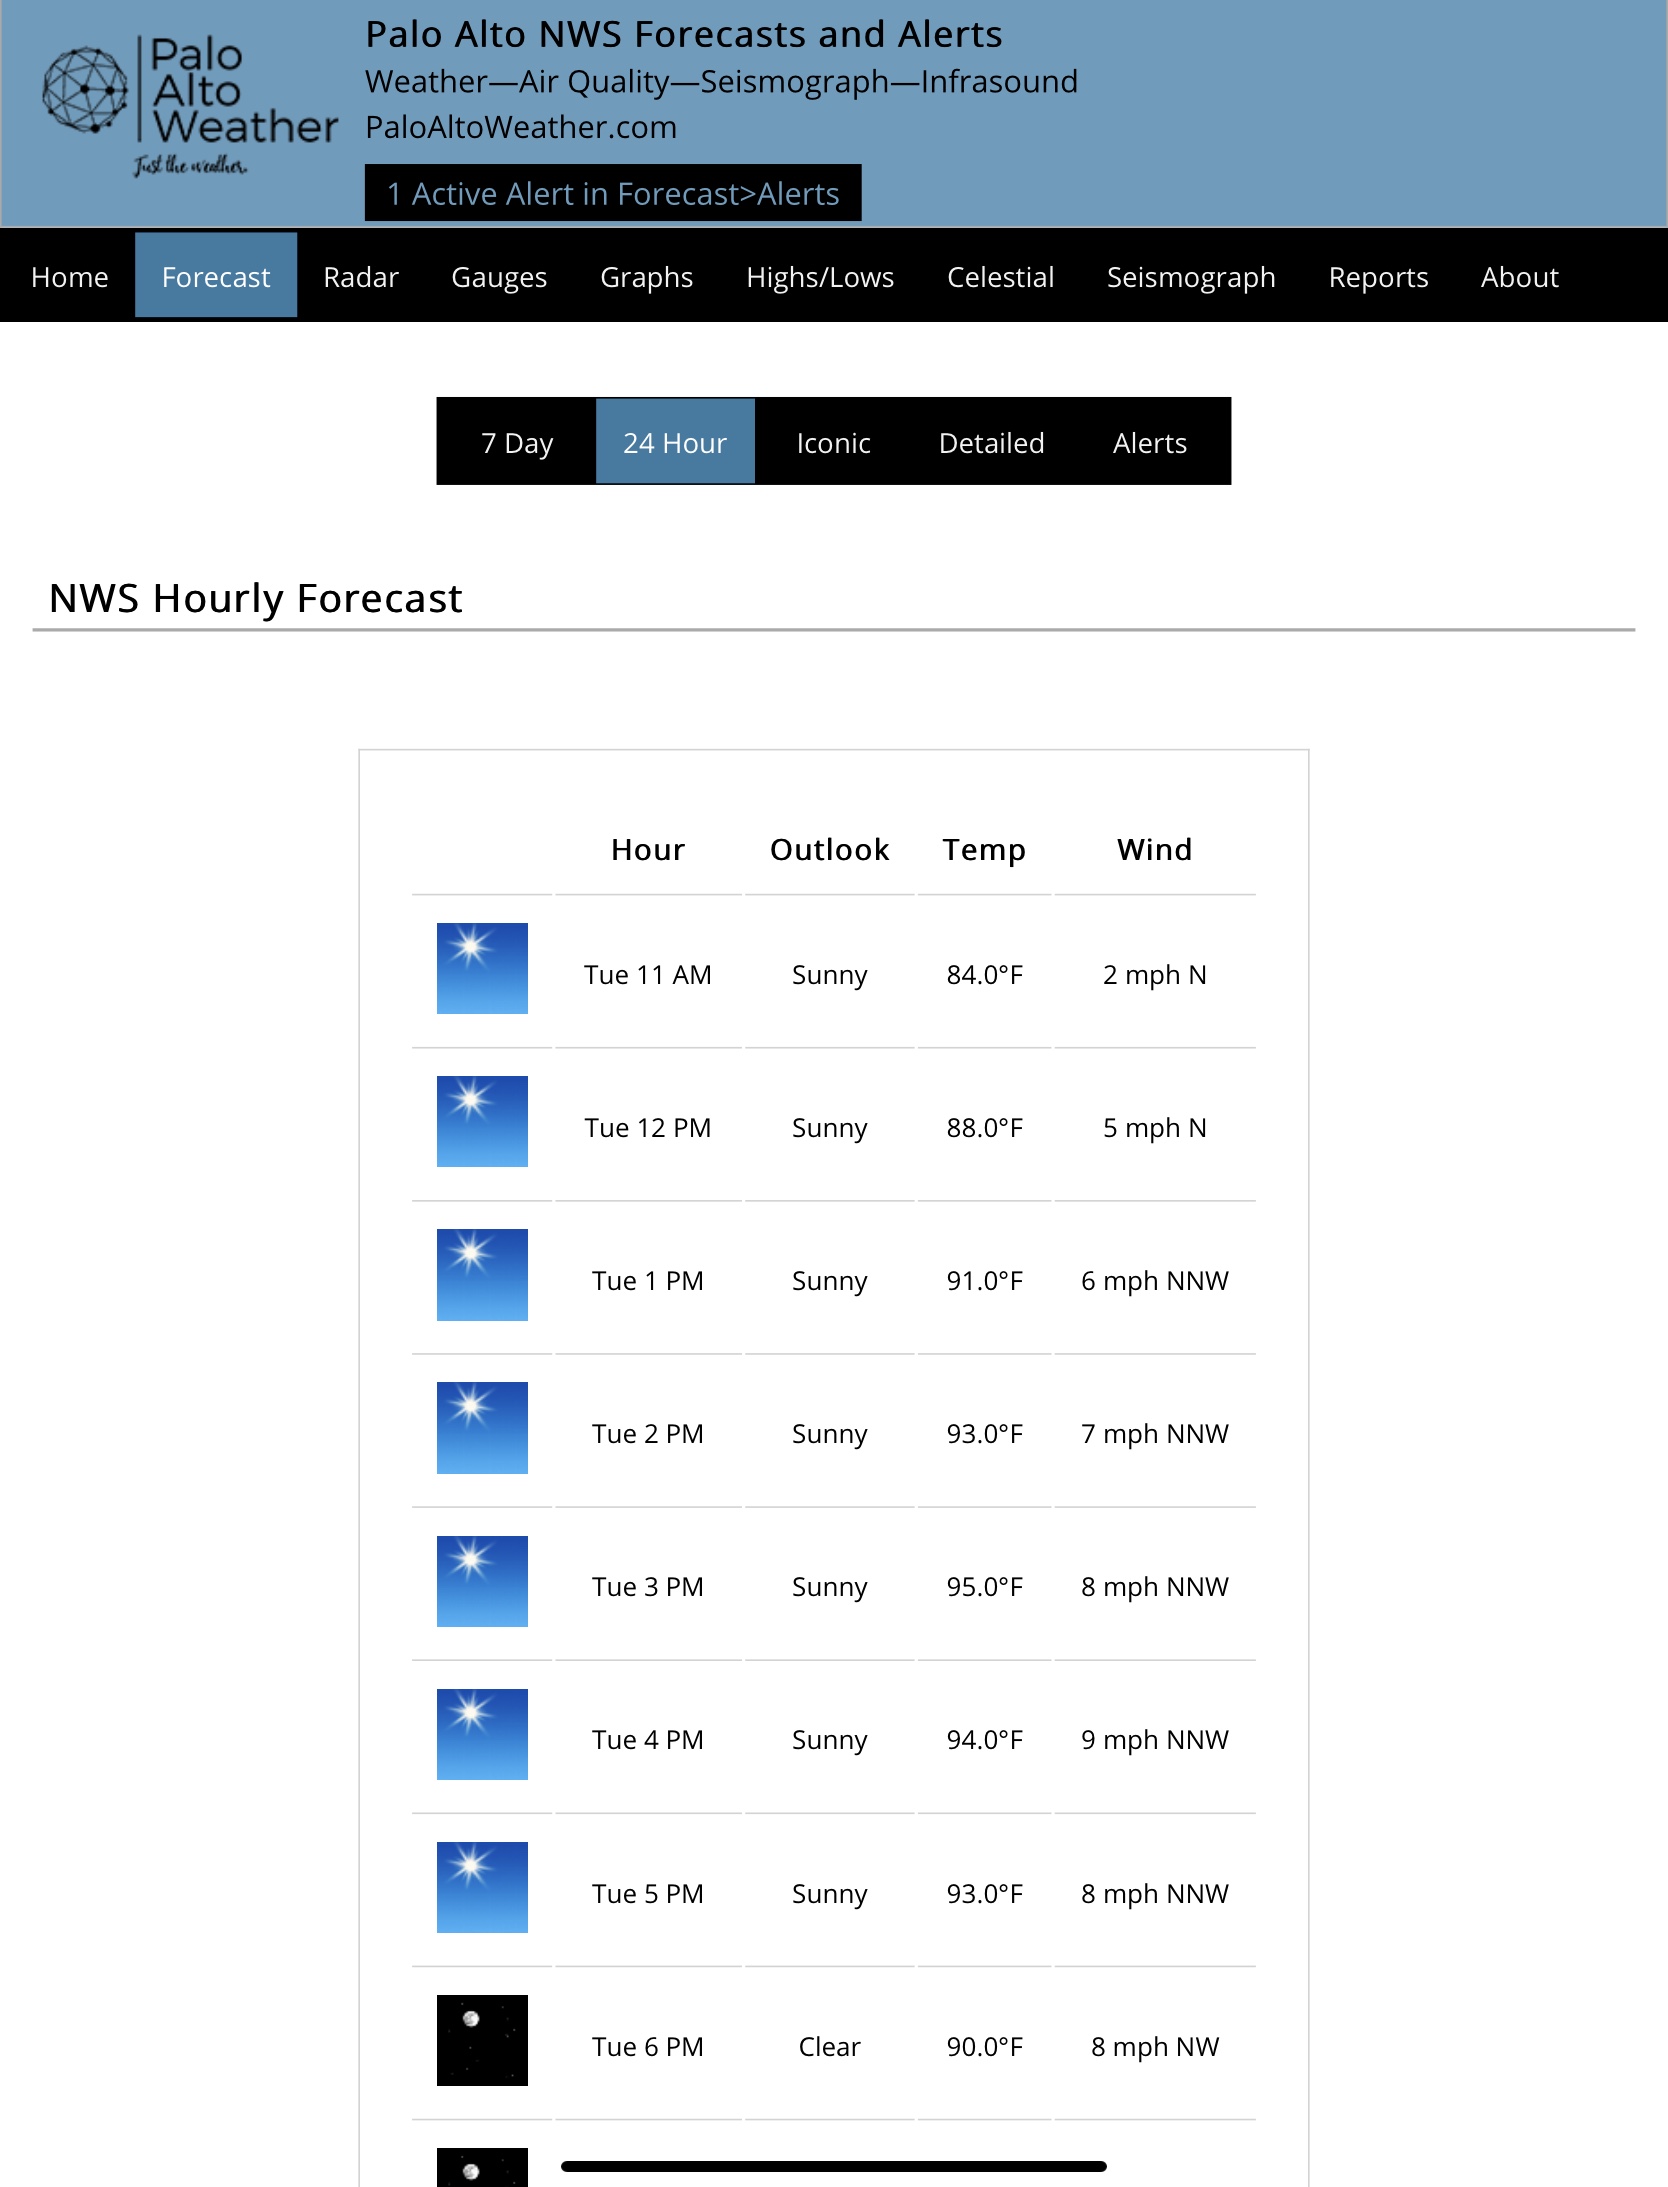 Palo
Alto
Weather
Just the weather.
Palo Alto NWS Forecasts and Alerts
Weather—Air Quality—Seismograph—Infrasound
PaloAltoWeather.com
1 Active Alert in Forecast>Alerts
Home Forecast Radar Gauges Graphs Highs/Lows Celestial Seismograph Reports About
7 Day 24 Hour Iconic Detailed Alerts
NWS Hourly Forecast
Hour Outlook Temp Wind
Tue 11 AM Sunny 84.0°F 2 mph N
Tue 12 PM Sunny 88.0°F 5 mph N
Tue 1 PM Sunny 91.0°F 6 mph NNW
Tue 2 PM Sunny 93.0°F 7 mph NNW
Tue 3 PM Sunny 95.0°F 8 mph NNW
Tue 4 PM Sunny 94.0°F 9 mph NNW
Tue 5 PM Sunny 93.0°F 8 mph NNW
Tue 6 PM Clear 90.0°F 8 mph NW